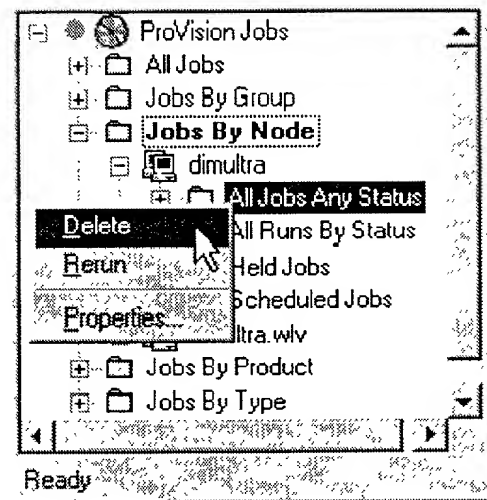 ProVision Jobs
All Jobs
Jobs By Group
Jobs By Node
dimultra
All Jobs Any Status
Delete
All Runs By Status
Rerun
Held Jobs
Scheduled Jobs
Properties...
ltra.wlv
Jobs By Product
Jobs By Type
Ready